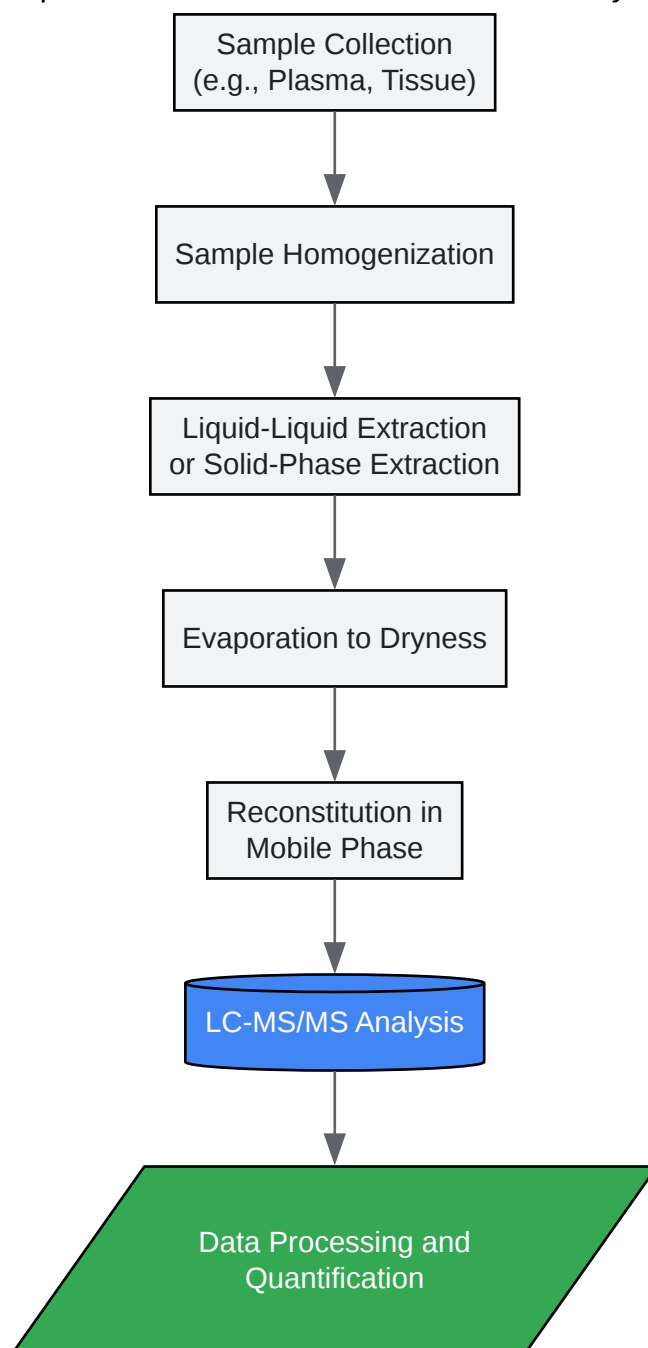 Sample Collection
(e.g., Plasma, Tissue)
Sample Homogenization
Liquid-Liquid Extraction
or Solid-Phase Extraction
Evaporation to Dryness
Reconstitution in
Mobile Phase
LC-MS/MS Analysis
Data Processing and
Quantification